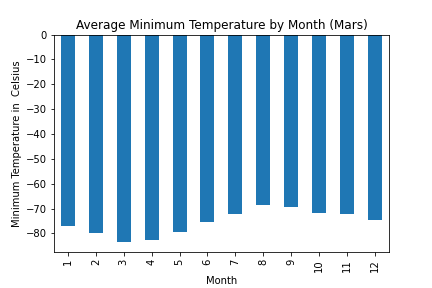 Average Minimum Temperature by Month (Mars)
Minimum Temperature in  Celsius
0
−10
−20
−30
−40
−50
−60
−70
−80
1 2 3 4 5 6 7 8 9 10 11 12
Month